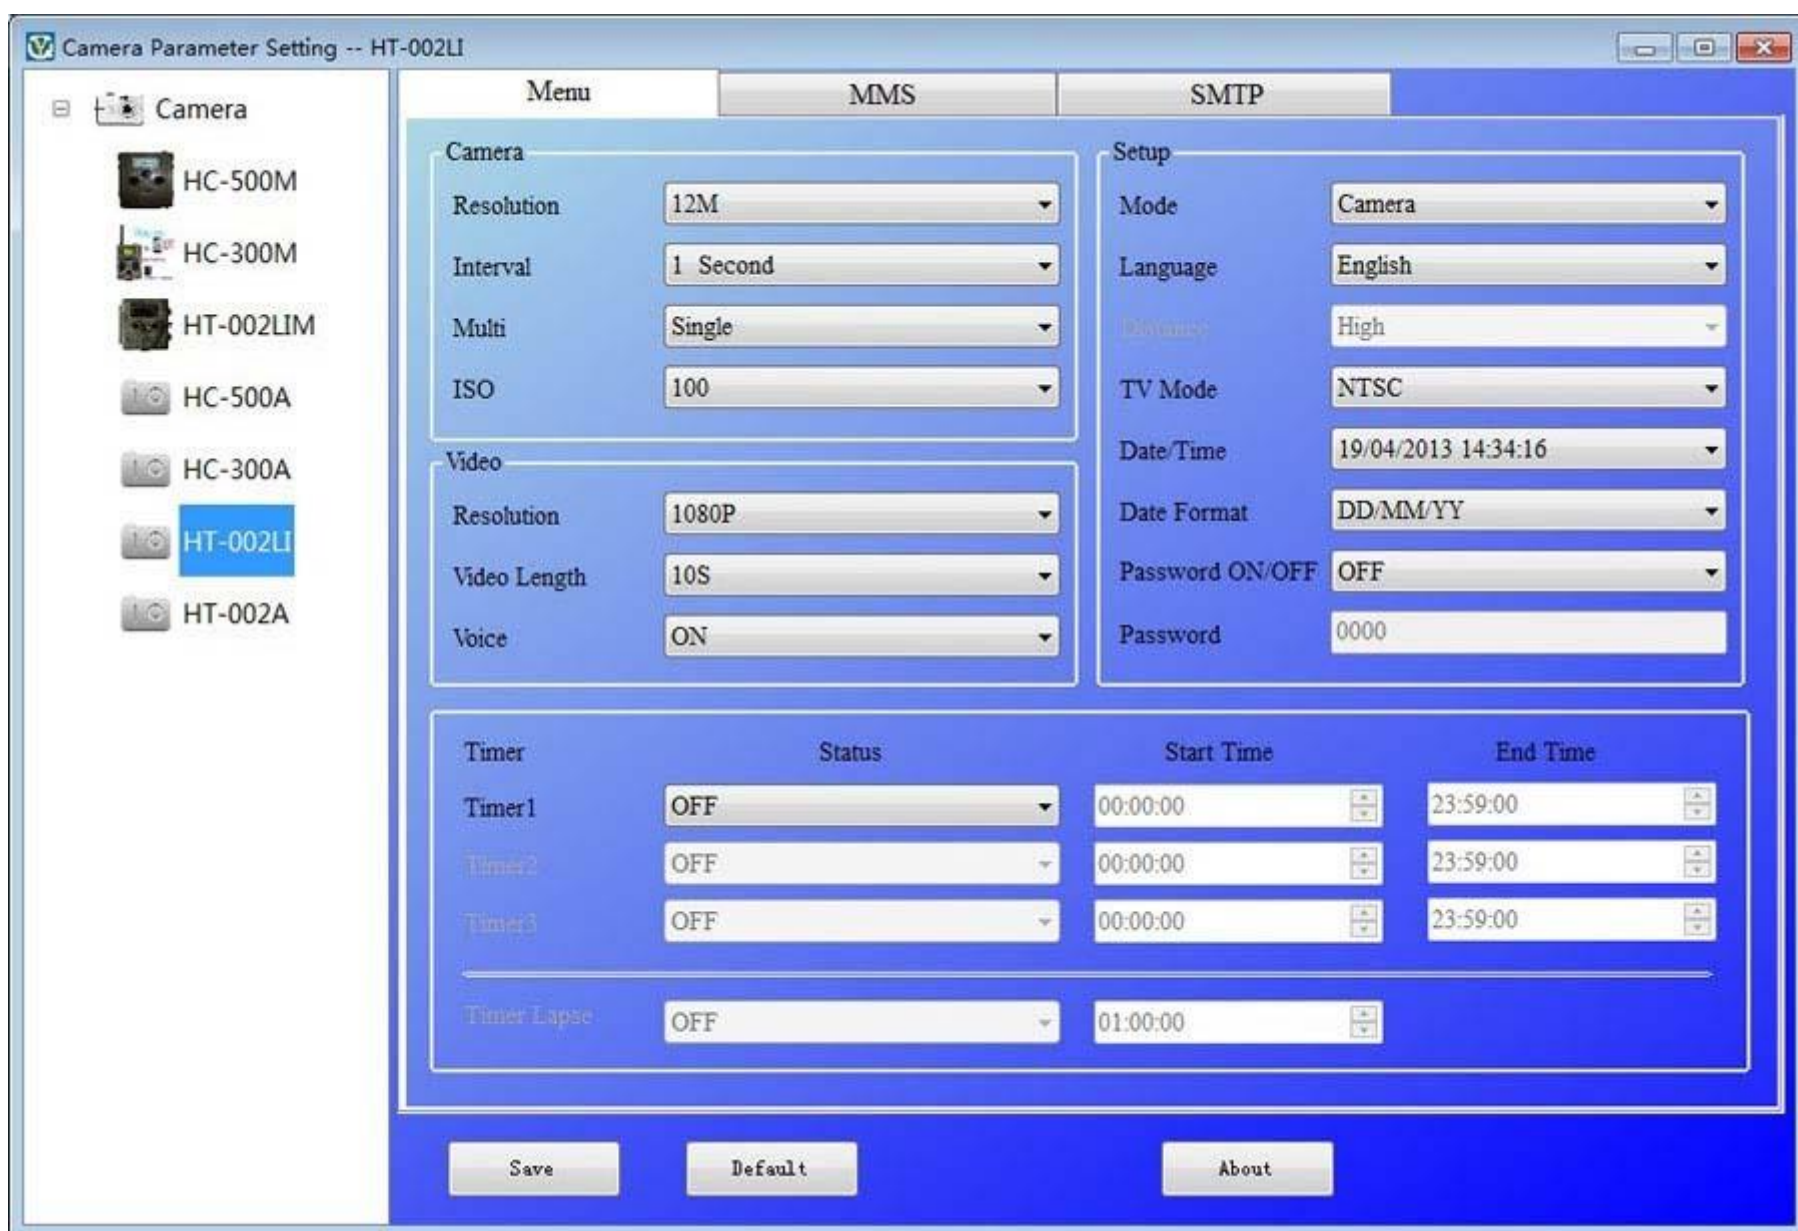 Camera Parameter Setting -- HT-002LI
Camera
HC-500M
HC-300M
HT-002LIM
HC-500A
HC-300A
HT-002LI
HT-002A
Menu MMS SMTP
Camera
Resolution 12M
Interval 1 Second
Multi Single
ISO 100
Video
Resolution 1080P
Video Length 10S
Voice ON
Setup
Mode Camera
Language English
Distance High
TV Mode NTSC
Date/Time 19/04/2013 14:34:16
Date Format DD/MM/YY
Password ON/OFF OFF
Password 0000
Timer Status Start Time End Time
Timer1 OFF 00:00:00 23:59:00
Timer2 OFF 00:00:00 23:59:00
Timer3 OFF 00:00:00 23:59:00
Timer Lapse OFF 01:00:00
Save Default About